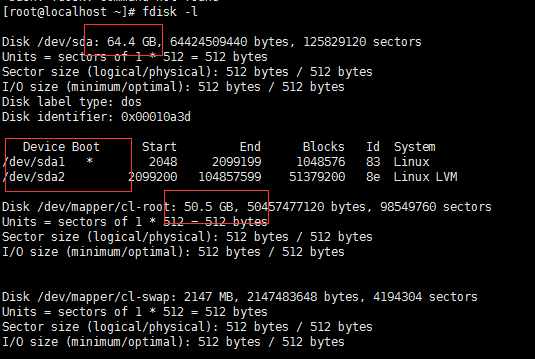 [root@localhost ~]# fdisk -l
Disk /dev/sda: 64.4 GB, 64424509440 bytes, 125829120 sectors
Units = sectors of 1 * 512 = 512 bytes
Sector size (logical/physical): 512 bytes / 512 bytes
I/O size (minimum/optimal): 512 bytes / 512 bytes
Disk label type: dos
Disk identifier: 0x00010a3d
Device Boot Start End Blocks Id System
/dev/sda1 * 2048 2099199 1048576 83 Linux
/dev/sda2 2099200 104857599 51379200 8e Linux LVM
Disk /dev/mapper/cl-root: 50.5 GB, 50457477120 bytes, 98549760 sectors
Units = sectors of 1 * 512 = 512 bytes
Sector size (logical/physical): 512 bytes / 512 bytes
I/O size (minimum/optimal): 512 bytes / 512 bytes
Disk /dev/mapper/cl-swap: 2147 MB, 2147483648 bytes, 4194304 sectors
Units = sectors of 1 * 512 = 512 bytes
Sector size (logical/physical): 512 bytes / 512 bytes
I/O size (minimum/optimal): 512 bytes / 512 bytes